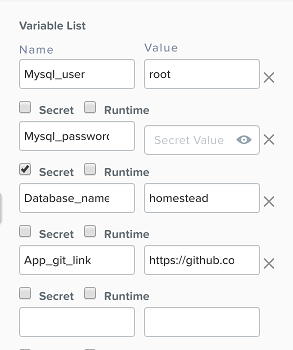 Variable List
Name Value
Mysql_user root
Secret Runtime
Mysql_password Secret Value
Secret Runtime
Database_name homestead
Secret Runtime
App_git_link https://github.co
Secret Runtime